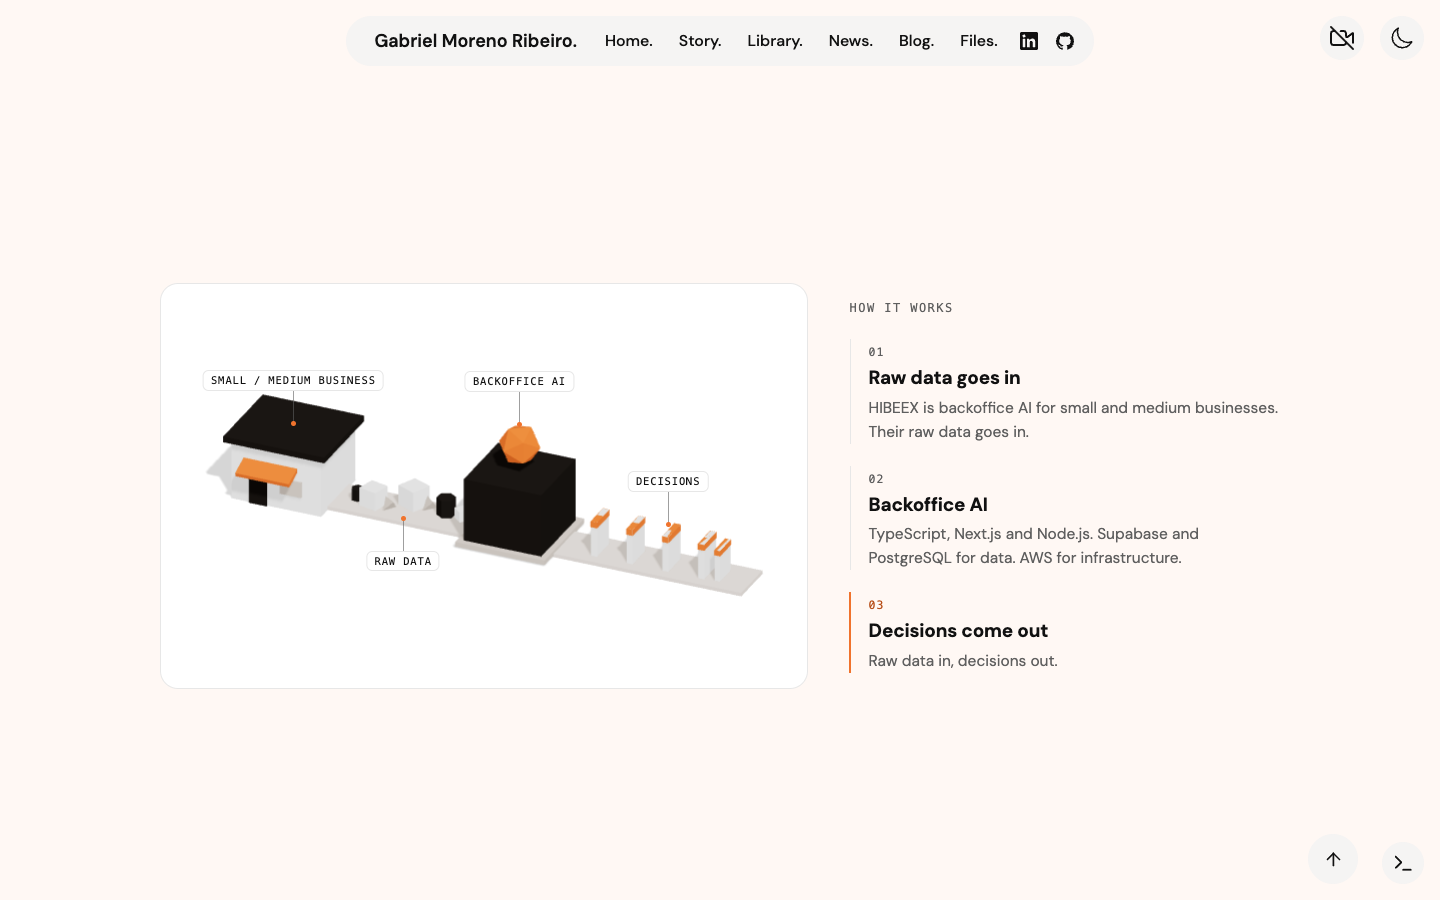 Gabriel Moreno Ribeiro. Home. Story. Library. News. Blog. Files.
SMALL / MEDIUM BUSINESS
BACKOFFICE AI
DECISIONS
RAW DATA
HOW IT WORKS
01
Raw data goes in
HIBEEX is backoffice AI for small and medium businesses.
Their raw data goes in.
02
Backoffice AI
TypeScript, Next.js and Node.js. Supabase and
PostgreSQL for data. AWS for infrastructure.
03
Decisions come out
Raw data in, decisions out.